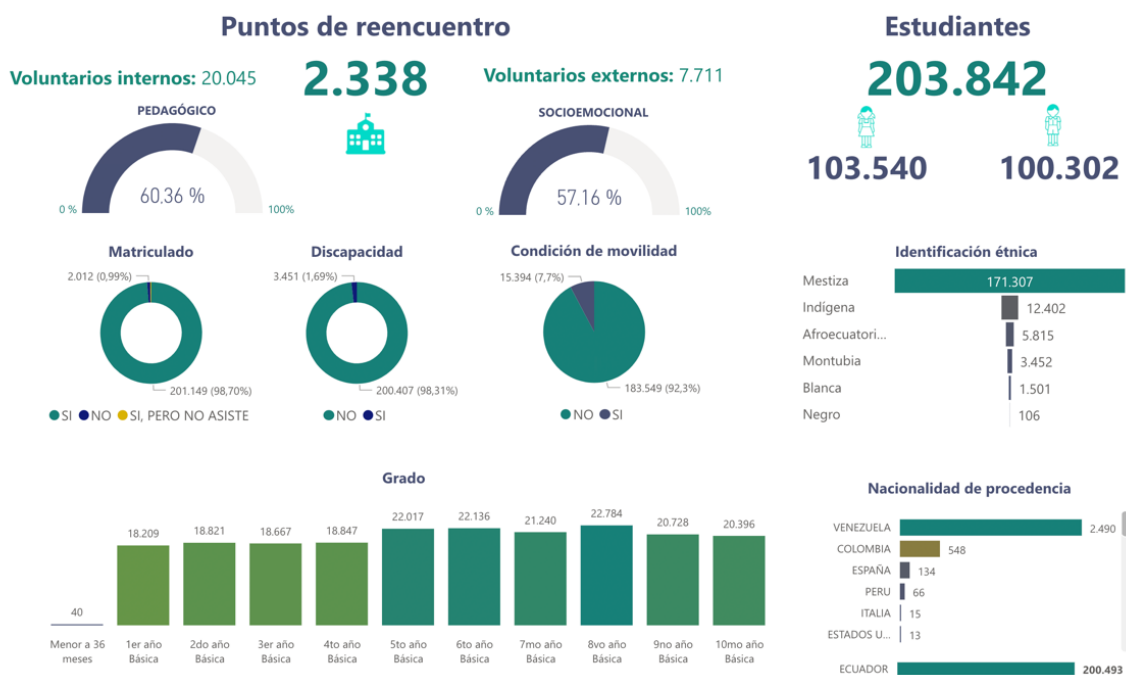 Puntos de reencuentro
Voluntarios internos: 20.045
2.338
Voluntarios externos: 7.711
PEDAGÓGICO
60.36 %
0 %
100%
SOCIOEMOCIONAL
57.16 %
0 %
100%
Estudiantes
203.842
103.540
100.302
Matriculado
2.012 (0,99%)
201.149 (98,70%)
SI NO SI, PERO NO ASISTE
Discapacidad
3.451 (1,69%)
200.407 (98,31%)
NO SI
Condición de movilidad
15.394 (7,7%)
183.549 (92,3%)
NO SI
Identificación étnica
Mestiza 171.307
Indígena 12.402
Afroecuatori... 5.815
Montubia 3.452
Blanca 1.501
Negro 106
Grado
40
18.209
18.821
18.667
18.847
22.017
22.136
21.240
22.784
20.728
20.396
Menor a 36 meses
1er año Básica
2do año Básica
3er año Básica
4to año Básica
5to año Básica
6to año Básica
7mo año Básica
8vo año Básica
9no año Básica
10mo año Básica
Nacionalidad de procedencia
VENEZUELA 2.490
COLOMBIA 548
ESPAÑA 134
PERU 66
ITALIA 15
ESTADOS U... 13
ECUADOR 200.493